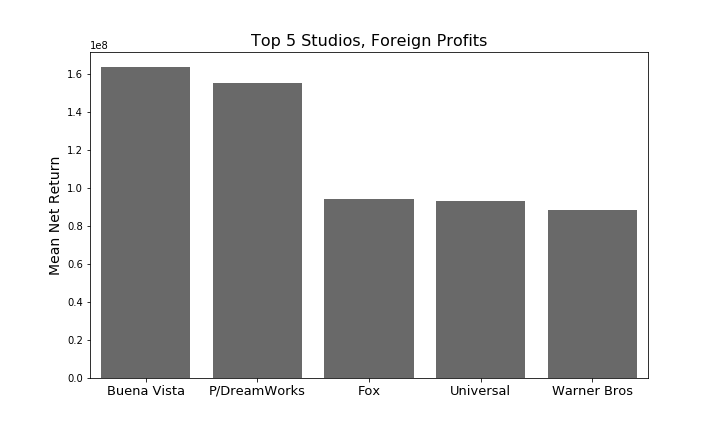 Top 5 Studios, Foreign Profits
1e8
1.6
1.4
1.2
1.0
0.8
0.6
0.4
0.2
0.0
Mean Net Return
Buena Vista P/DreamWorks Fox Universal Warner Bros